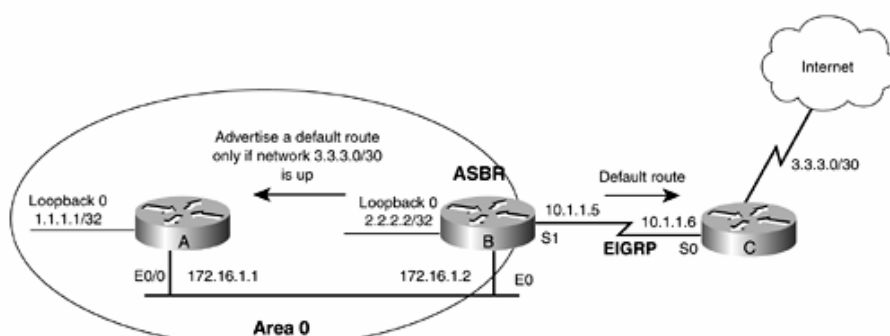 Internet
Advertise a default route
only if network 3.3.3.0/30
is up
ASBR
Default route
3.3.3.0/30
Loopback 0
1.1.1.1/32
Loopback 0
2.2.2.2/32
10.1.1.5
10.1.1.6
A
B
S1
EIGRP
S0
C
E0/0
172.16.1.1
172.16.1.2
E0
Area 0